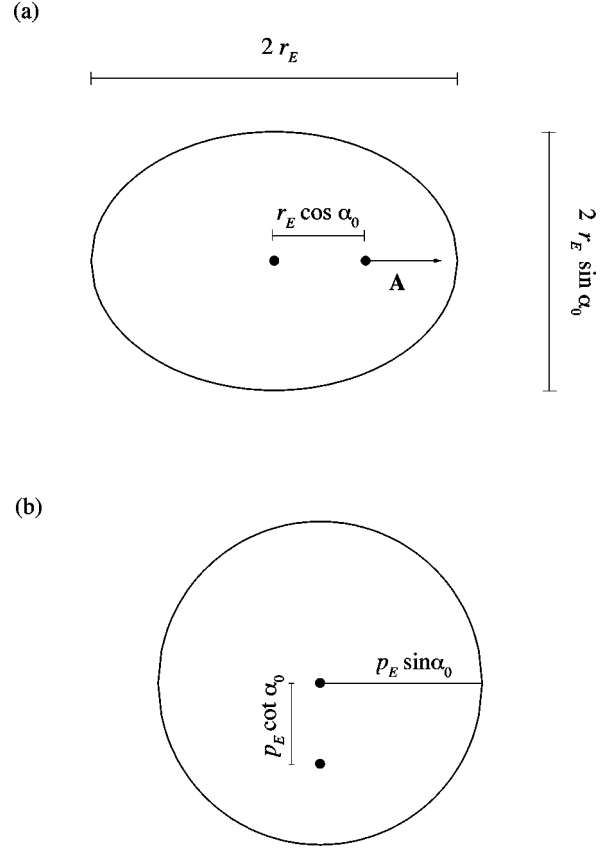 (a)
2 r_E
r_E cos α_0
A
2 r_E sin α_0
(b)
p_E sinα_0
p_E cot α_0